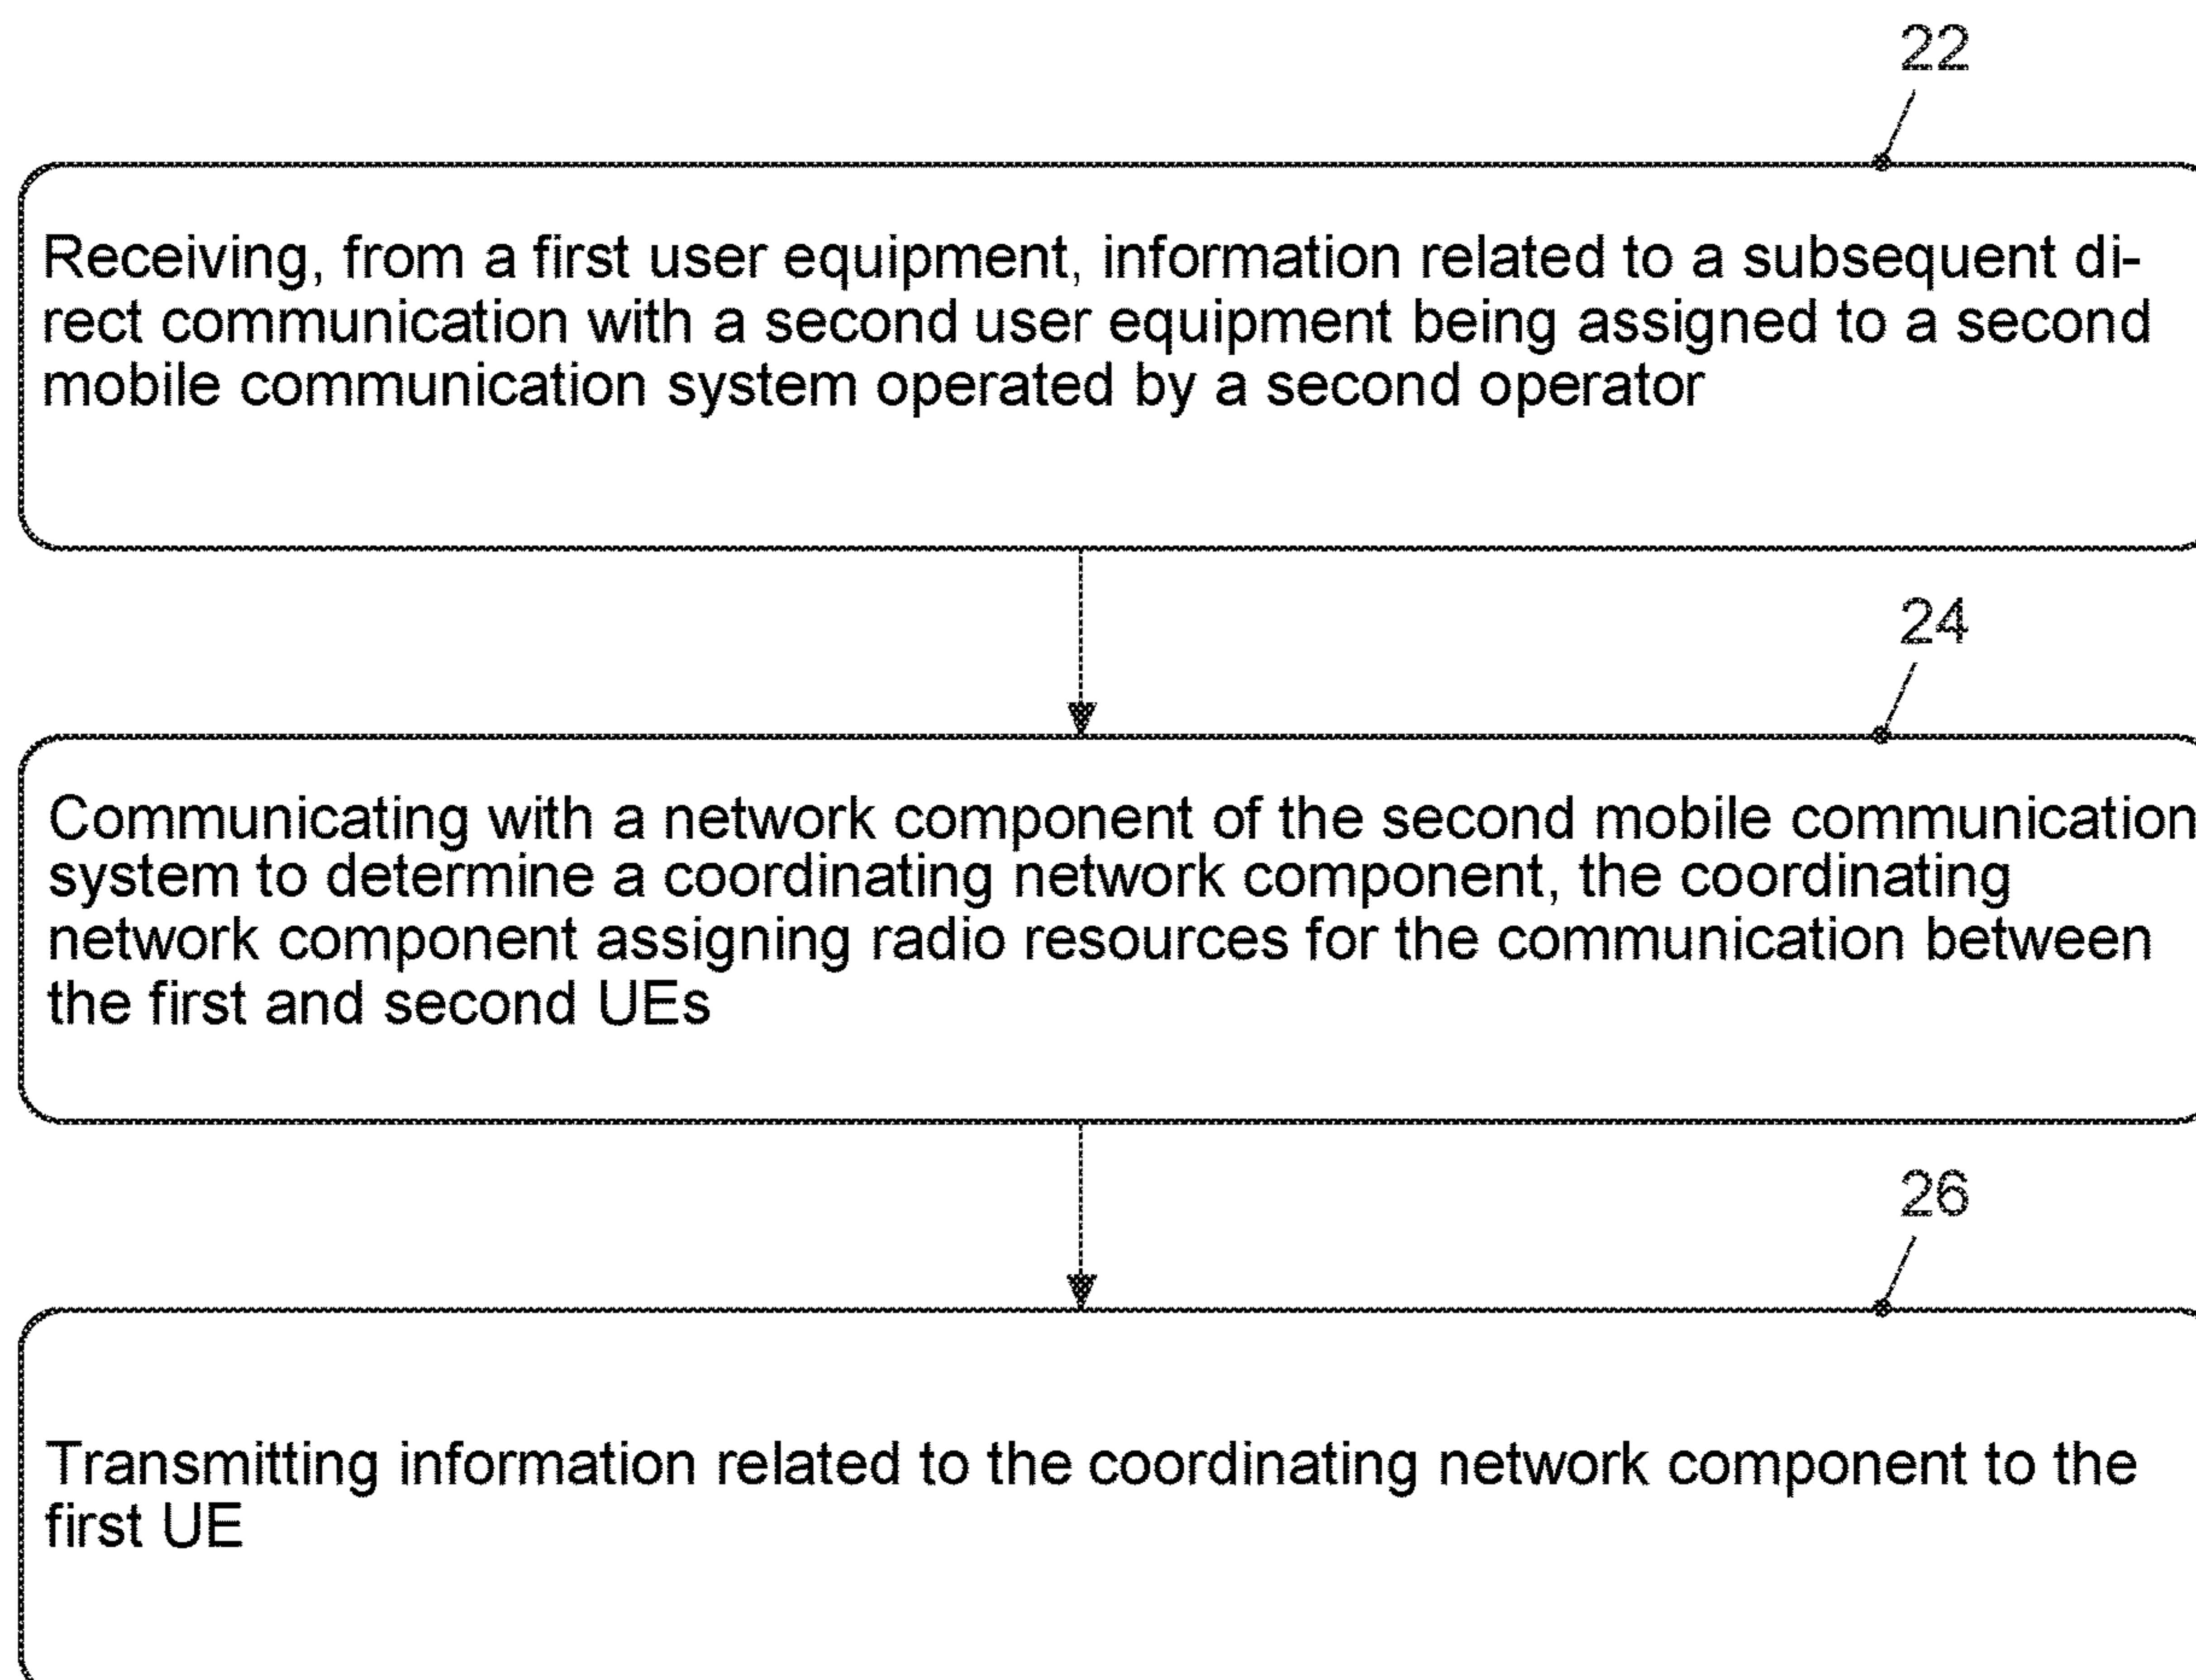 22
Receiving, from a first user equipment, information related to a subsequent di-
rect communication with a second user equipment being assigned to a second
mobile communication system operated by a second operator
24
Communicating with a network component of the second mobile communication
system to determine a coordinating network component, the coordinating
network component assigning radio resources for the communication between
the first and second UEs
26
Transmitting information related to the coordinating network component to the
first UE